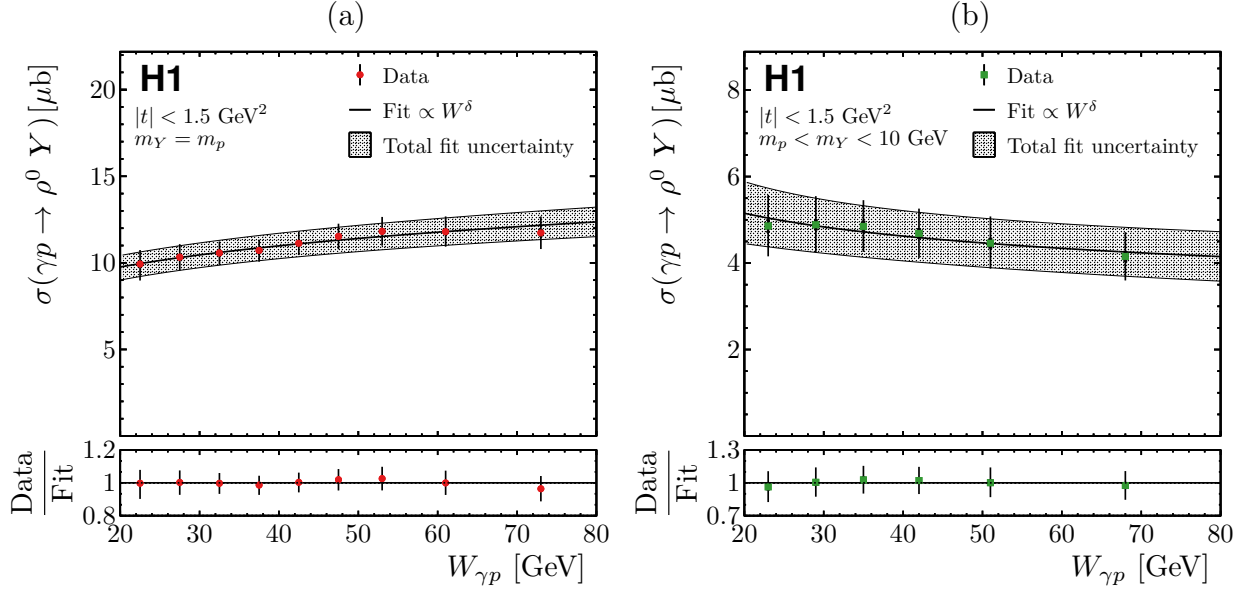 (a)
σ(γp → ρ⁰ Y) [μb]
20
15
10
5
H1
|t| < 1.5 GeV²
m_Y = m_p
Data
Fit ∝ W^δ
Total fit uncertainty
Data
Fit
1.2
1
0.8
20 30 40 50 60 70 80
W_γp [GeV]
(b)
σ(γp → ρ⁰ Y) [μb]
8
6
4
2
H1
|t| < 1.5 GeV²
m_p < m_Y < 10 GeV
Data
Fit ∝ W^δ
Total fit uncertainty
Data
Fit
1.3
1
0.7
20 30 40 50 60 70 80
W_γp [GeV]